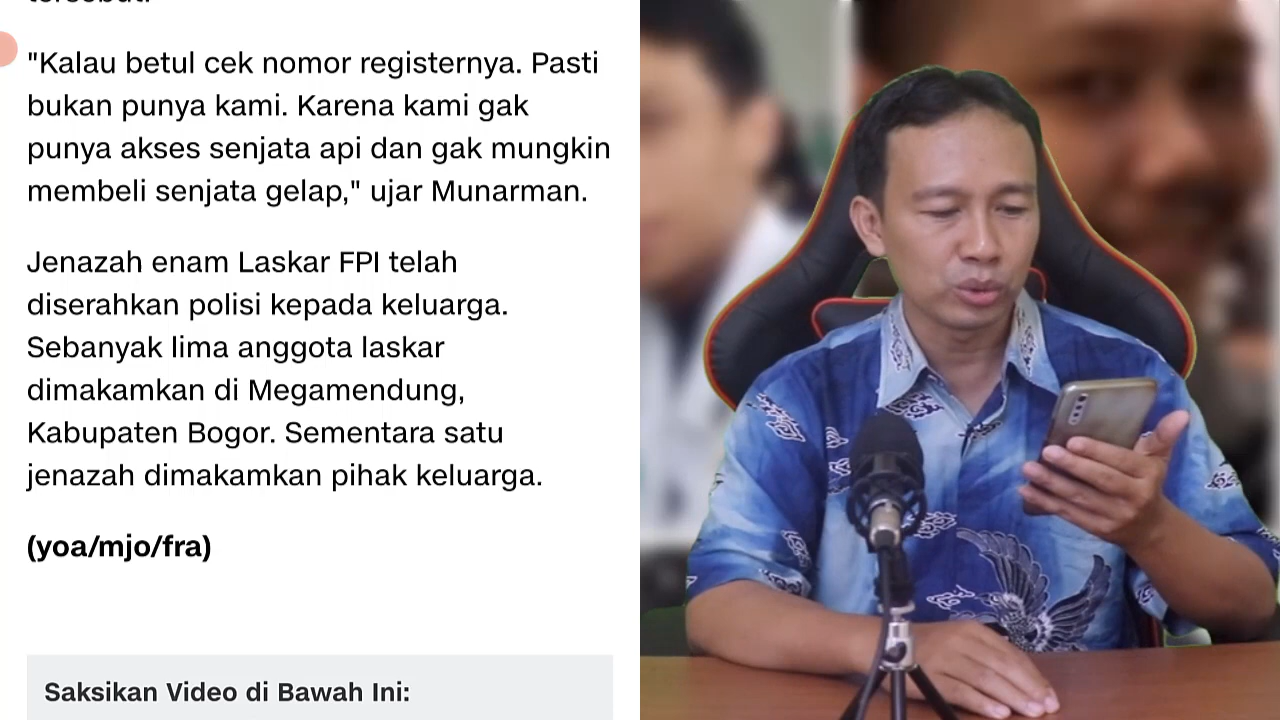 "Kalau betul cek nomor registernya. Pasti
bukan punya kami. Karena kami gak
punya akses senjata api dan gak mungkin
membeli senjata gelap," ujar Munarman.
Jenazah enam Laskar FPI telah
diserahkan polisi kepada keluarga.
Sebanyak lima anggota laskar
dimakamkan di Megamendung,
Kabupaten Bogor. Sementara satu
jenazah dimakamkan pihak keluarga.
(yoa/mjo/fra)
Saksikan Video di Bawah Ini: